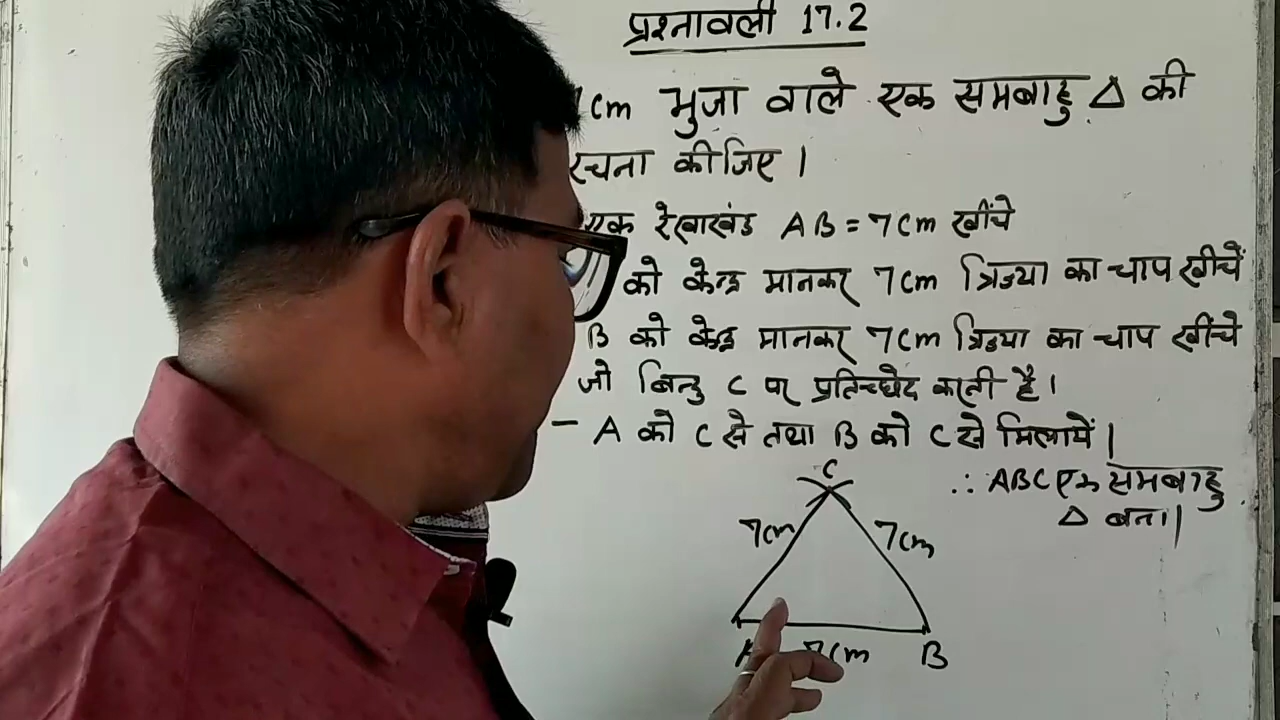 प्रश्नावली 17.2
cm भुजा वाले एक समबाहु △ की
रचना कीजिए ।
एक रेखाखंड AB = 7cm खींचे
को केन्द्र मानकर 7cm त्रिज्या का चाप खींचें
B को केन्द्र मानकर 7cm त्रिज्या का चाप खींचे
जो बिन्दु C पर प्रतिच्छेद करती है ।
- A को C से तथा B को C से मिलायें |
∴ ABC एक समबाहु
△ बना |
C
7cm
7cm
A
7cm
B